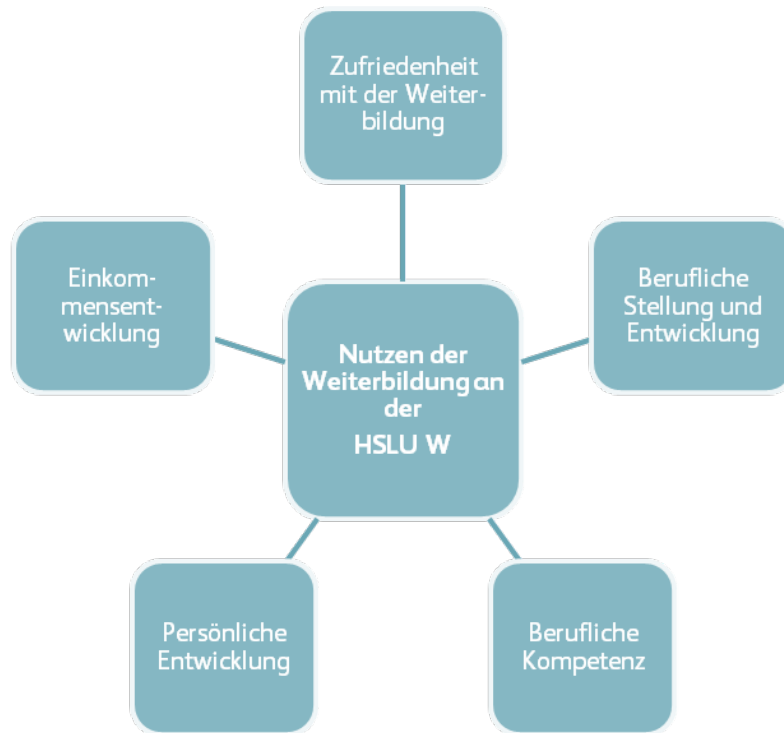 Zufriedenheit
mit der Weiter-
bildung
Einkom-
mensent-
wicklung
Berufliche
Stellung und
Entwicklung
Nutzen der
Weiterbildung an
der
HSLU W
Persönliche
Entwicklung
Berufliche
Kompetenz